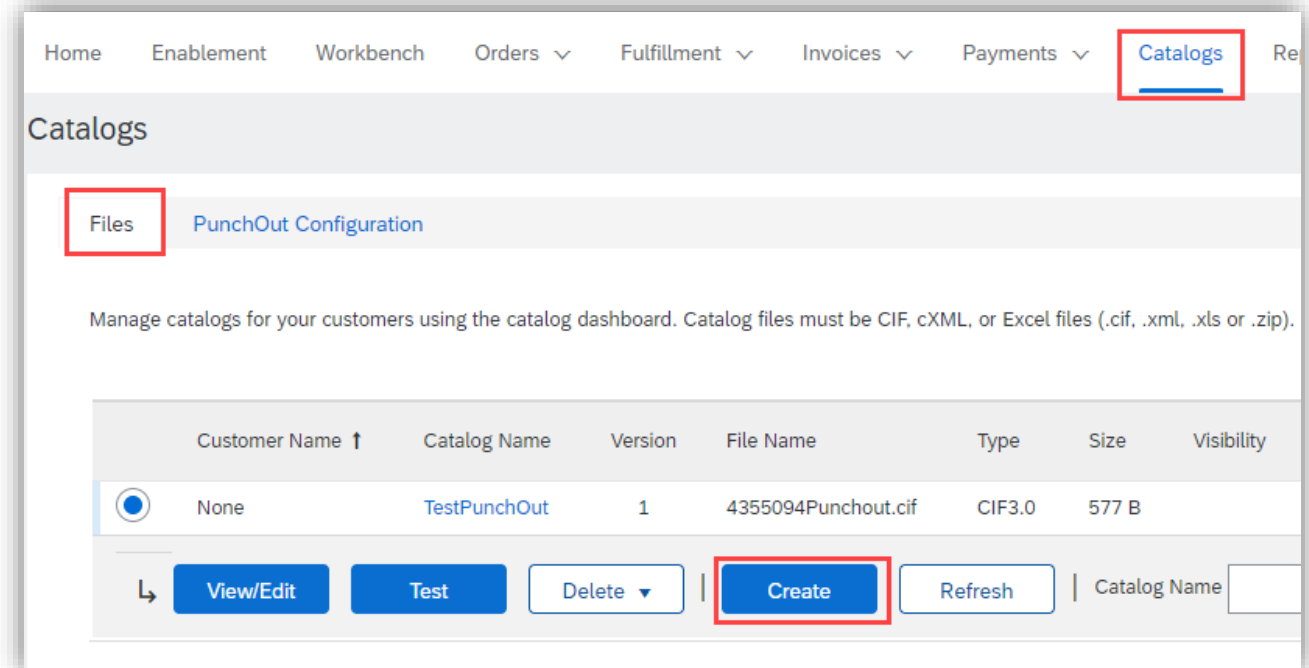 Home Enablement Workbench Orders Fulfillment Invoices Payments Catalogs
Catalogs
Files PunchOut Configuration
Manage catalogs for your customers using the catalog dashboard. Catalog files must be CIF, cXML, or Excel files (.cif, .xml, .xls or .zip).
Customer Name ↑ Catalog Name Version File Name Type Size Visibility
None TestPunchOut 1 4355094Punchout.cif CIF3.0 577 B
View/Edit Test Delete ▼ | Create Refresh | Catalog Name